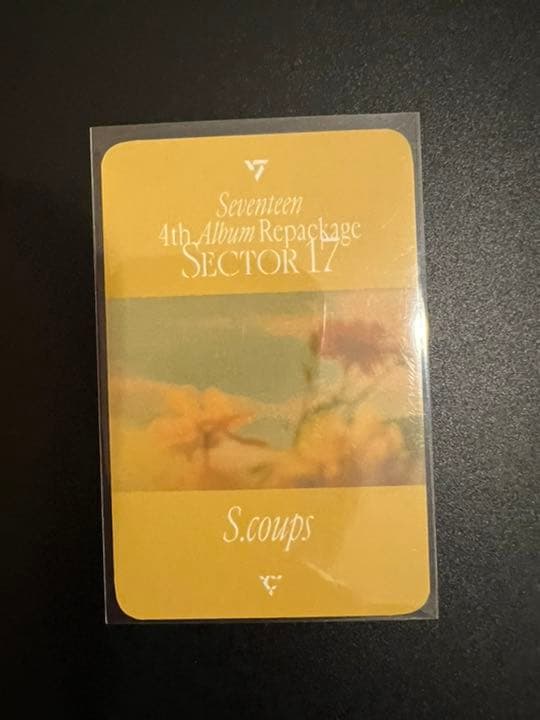 Seventeen
4th Album Repackage
SECTOR 17
S.coups